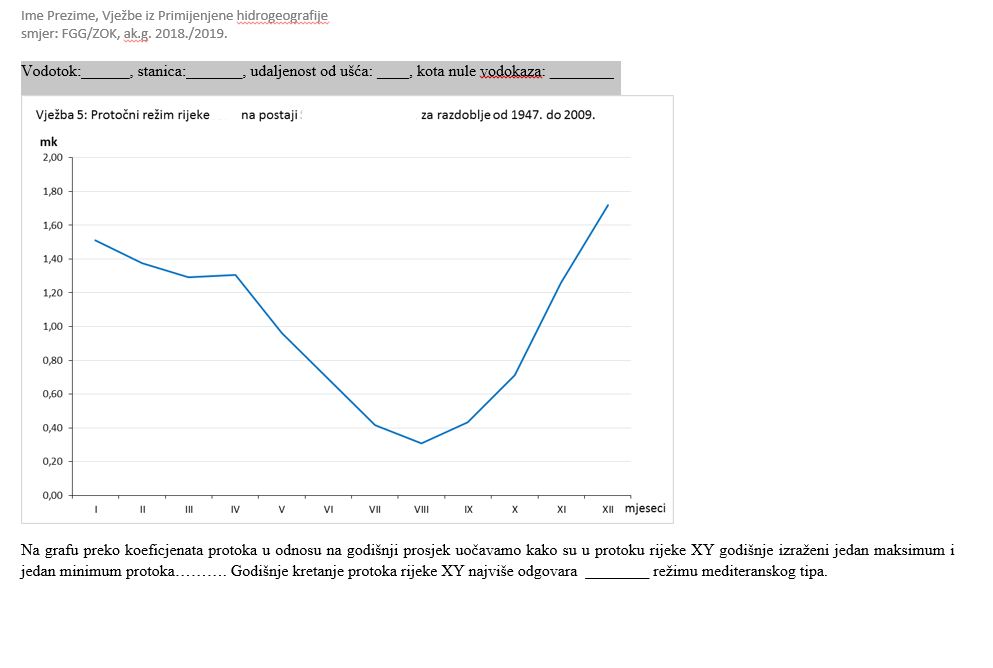 Ime Prezime, Vježbe iz Primijenjene hidrogeografije
smjer: FGG/ZOK, ak.g. 2018./2019.
Vodotok:______, stanica:_______, udaljenost od ušća: ____, kota nule vodokaza: ________
Vježba 5: Protočni režim rijeke na postaji za razdoblje od 1947. do 2009.
mk
2,00
1,80
1,60
1,40
1,20
1,00
0,80
0,60
0,40
0,20
0,00
I II III IV V VI VII VIII IX X XI XII mjeseci
Na grafu preko koeficjenata protoka u odnosu na godišnji prosjek uočavamo kako su u protoku rijeke XY godišnje izraženi jedan maksimum i
jedan minimum protoka………. Godišnje kretanje protoka rijeke XY najviše odgovara ________ režimu mediteranskog tipa.